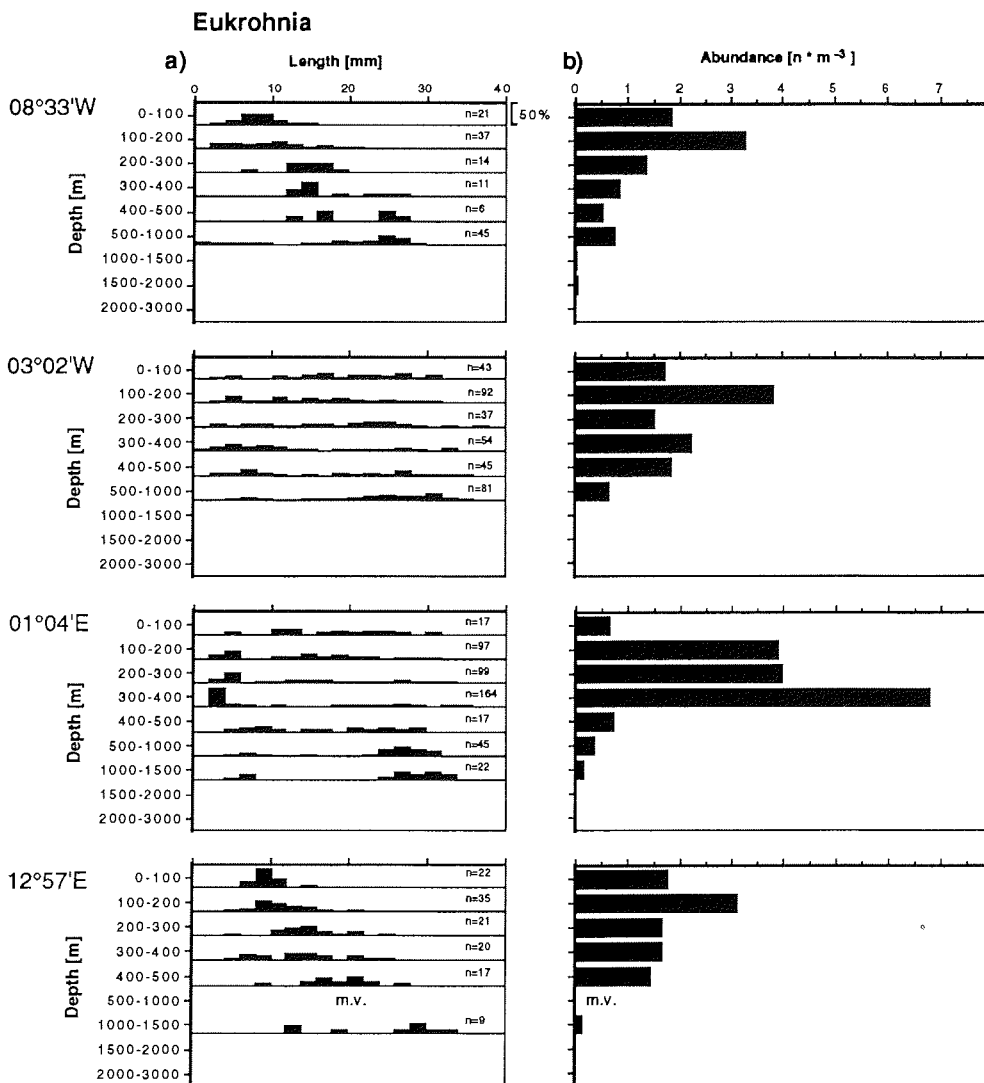 Eukrohnia
a) Length [mm]
b) Abundance [n * m⁻³]
0 10 20 30 40
0 1 2 3 4 5 6 7
50%
08°33'W
Depth [m]
0-100 n=21
100-200 n=37
200-300 n=14
300-400 n=11
400-500 n=6
500-1000 n=45
1000-1500
1500-2000
2000-3000
03°02'W
Depth [m]
0-100 n=43
100-200 n=92
200-300 n=37
300-400 n=54
400-500 n=45
500-1000 n=81
1000-1500
1500-2000
2000-3000
01°04'E
Depth [m]
0-100 n=17
100-200 n=97
200-300 n=99
300-400 n=164
400-500 n=17
500-1000 n=45
1000-1500 n=22
1500-2000
2000-3000
12°57'E
Depth [m]
0-100 n=22
100-200 n=35
200-300 n=21
300-400 n=20
400-500 n=17
500-1000 m.v. m.v.
1000-1500 n=9
1500-2000
2000-3000